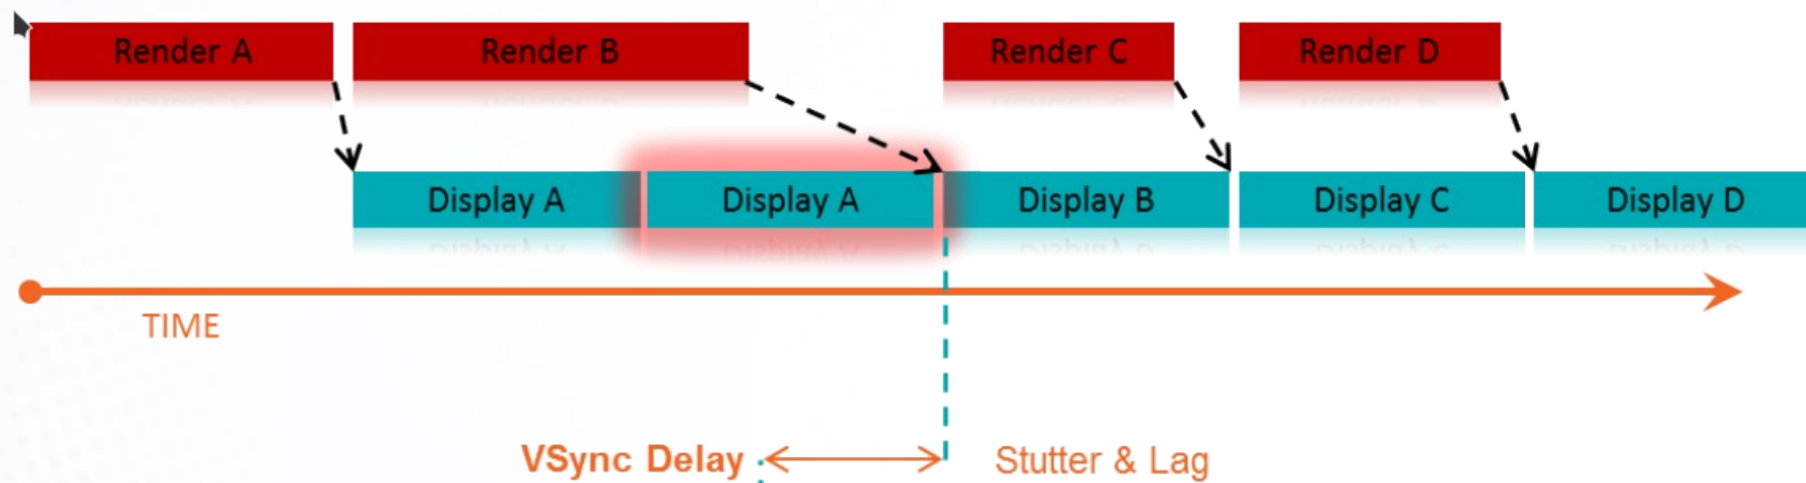 Render A Render B Render C Render D
Display A Display A Display B Display C Display D
TIME
VSync Delay Stutter & Lag